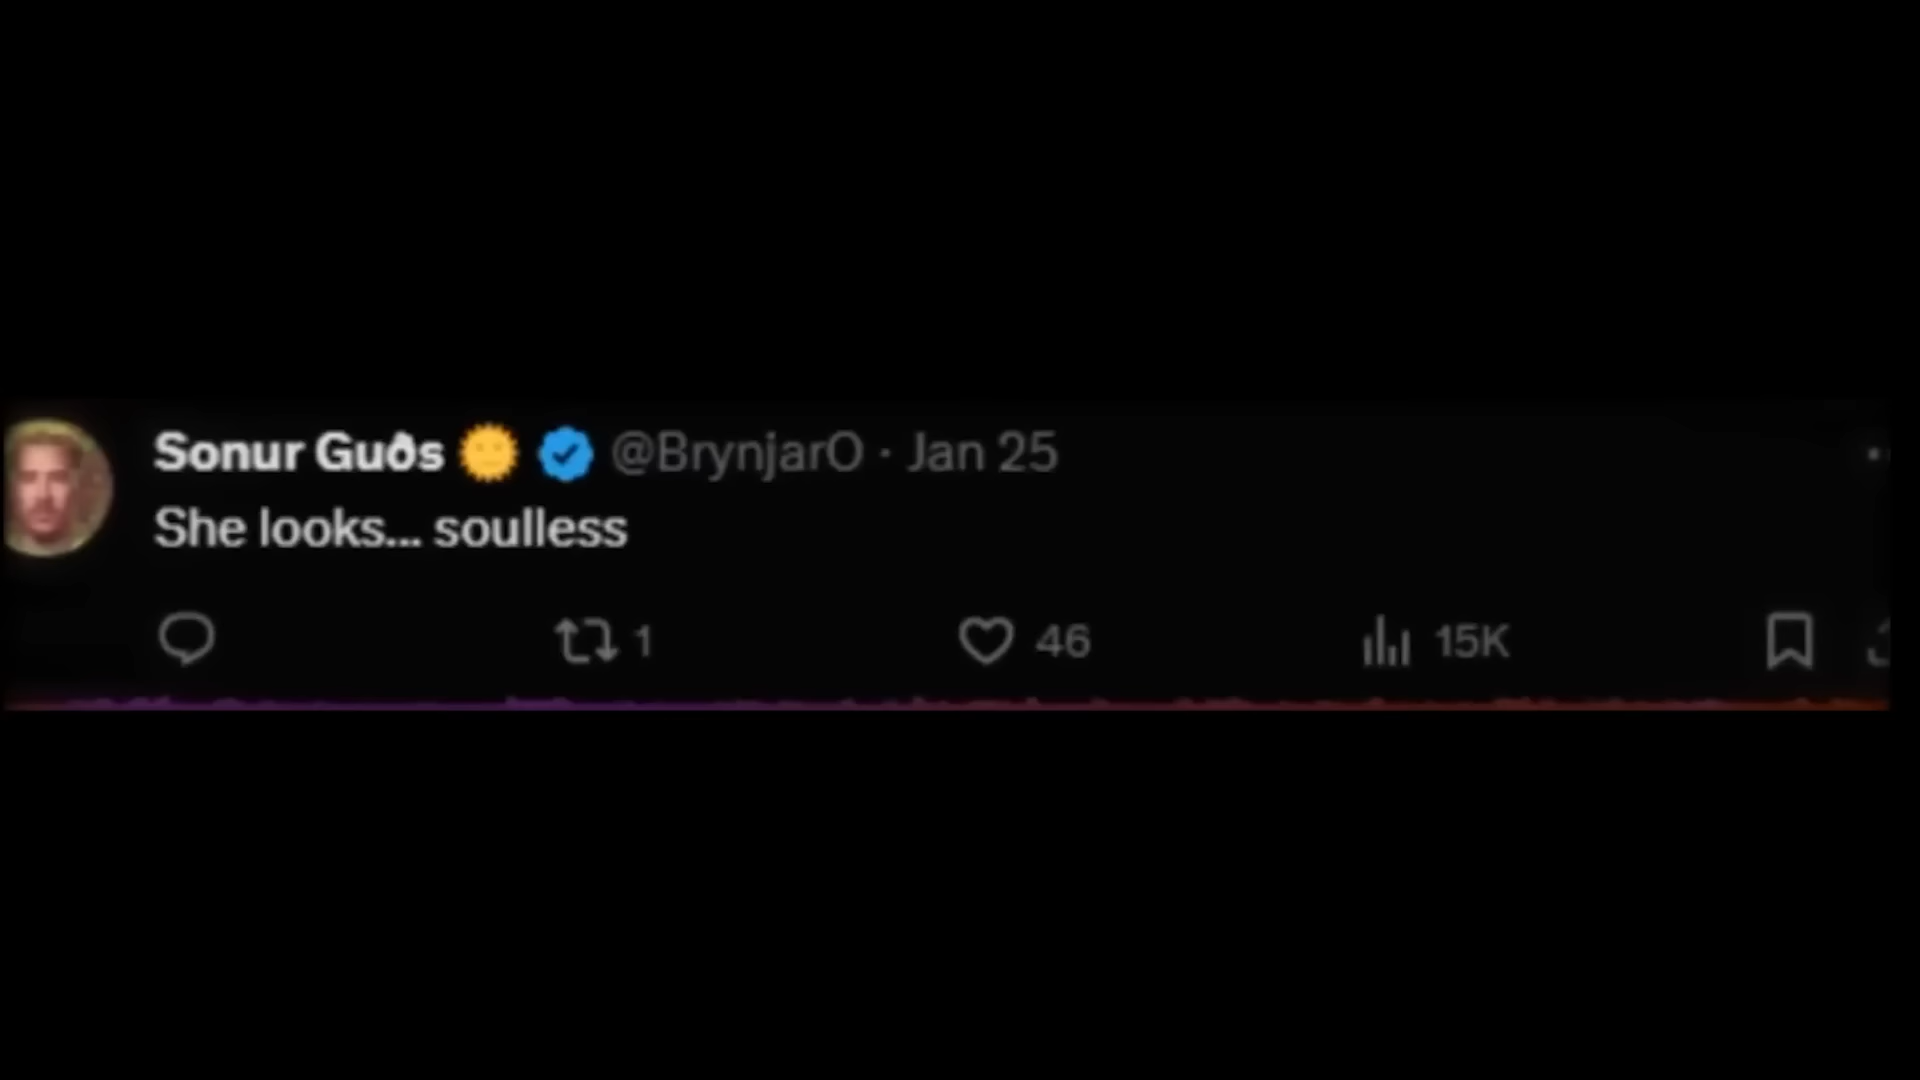 Sonur Guðs 🌞 @BrynjarO · Jan 25
She looks... soulless
1 46 15K